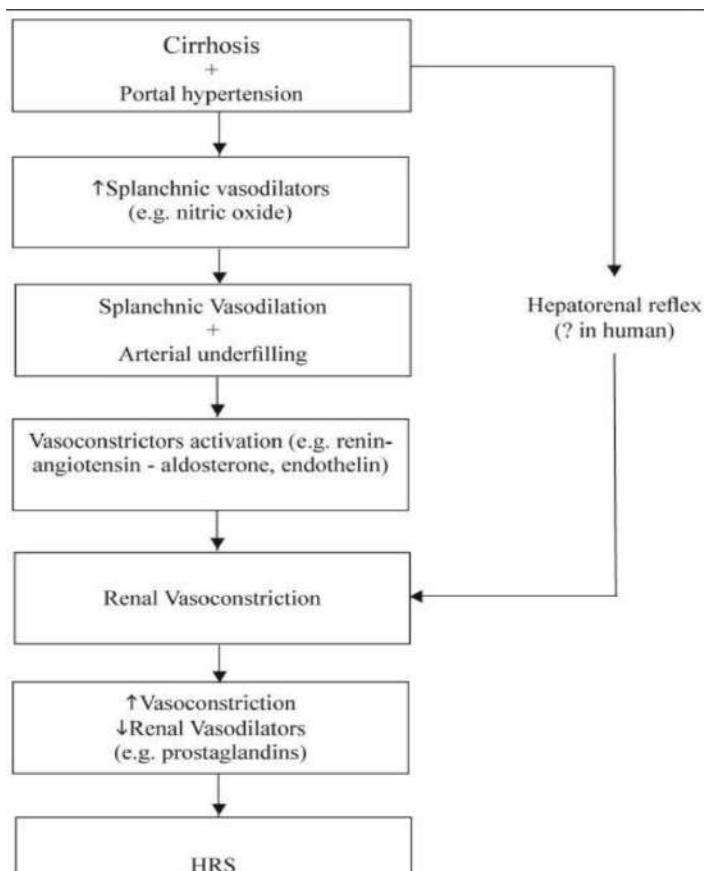 Cirrhosis
+
Portal hypertension
↑Splanchnic vasodilators
(e.g. nitric oxide)
Splanchnic Vasodilation
+
Arterial underfilling
Hepatorenal reflex
(? in human)
Vasoconstrictors activation (e.g. renin-
angiotensin - aldosterone, endothelin)
Renal Vasoconstriction
↑Vasoconstriction
↓Renal Vasodilators
(e.g. prostaglandins)
HRS